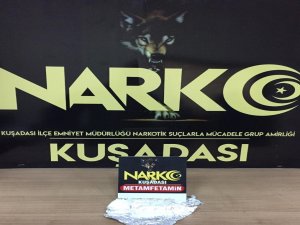 NARKO
KUŞADASI İLÇE EMNİYET MÜDÜRLÜĞÜ NARKOTİK SUÇLARLA MÜCADELE GRUP AMİRLİĞİ
KUŞADASI
NARKO
KUŞADASI
METAMFETAMİN